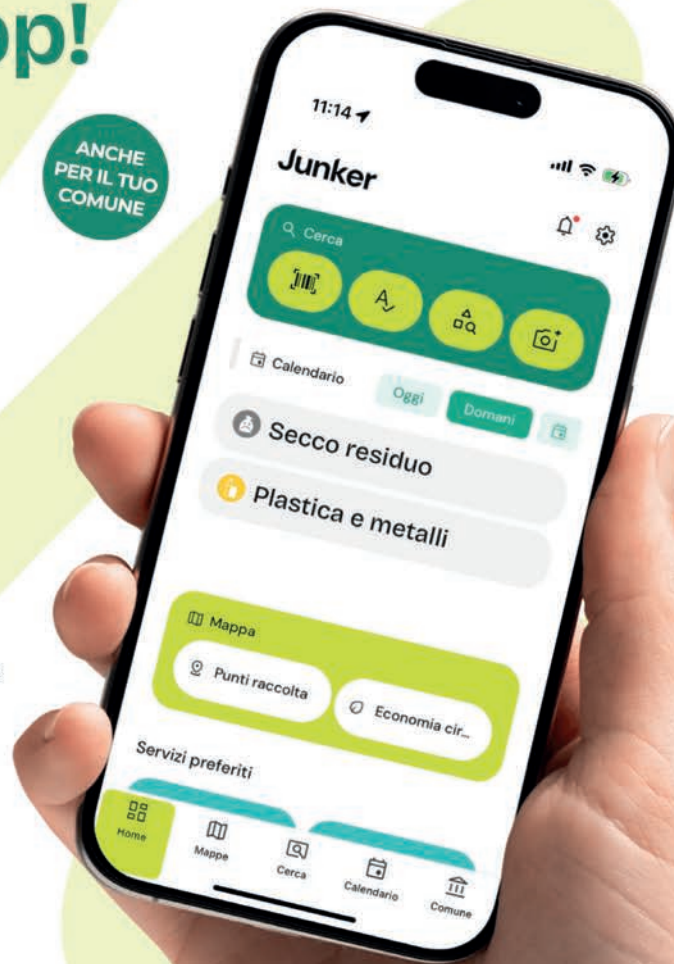 pp!
ANCHE
PER IL TUO
COMUNE
11:14
Junker
Cerca
Calendario
Oggi
Domani
Secco residuo
Plastica e metalli
Mappa
Punti raccolta
Economia cir...
Servizi preferiti
Home
Mappe
Cerca
Calendario
Comune